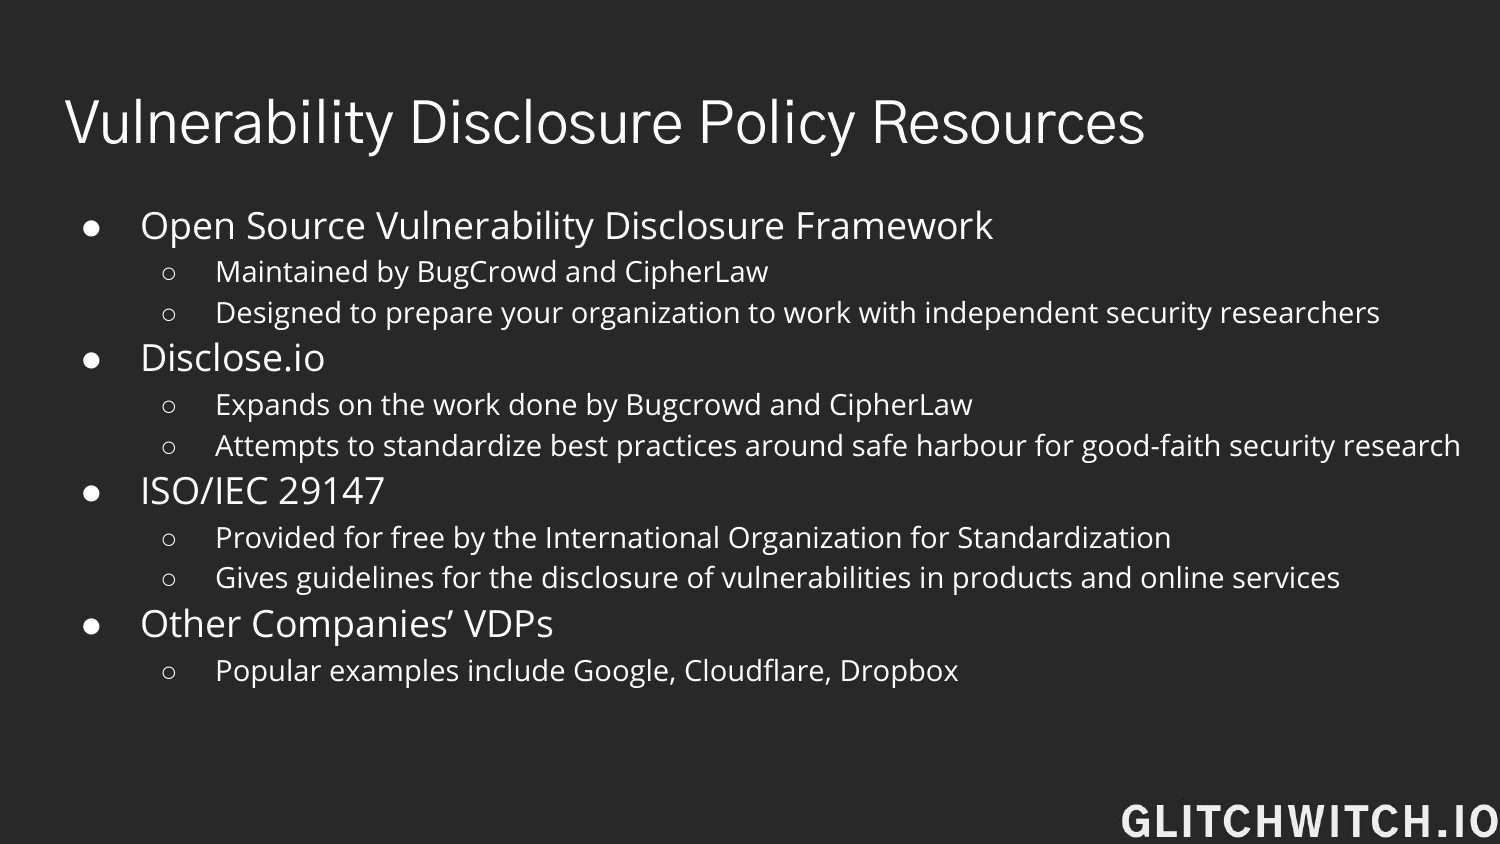 Vulnerability Disclosure Policy Resources
● Open Source Vulnerability Disclosure Framework
○ Maintained by BugCrowd and CipherLaw
○ Designed to prepare your organization to work with independent security researchers
● Disclose.io
○ Expands on the work done by Bugcrowd and CipherLaw
○ Attempts to standardize best practices around safe harbour for good-faith security research
● ISO/IEC 29147
○ Provided for free by the International Organization for Standardization
○ Gives guidelines for the disclosure of vulnerabilities in products and online services
● Other Companies’ VDPs
○ Popular examples include Google, Cloudflare, Dropbox
GLITCHWITCH.IO